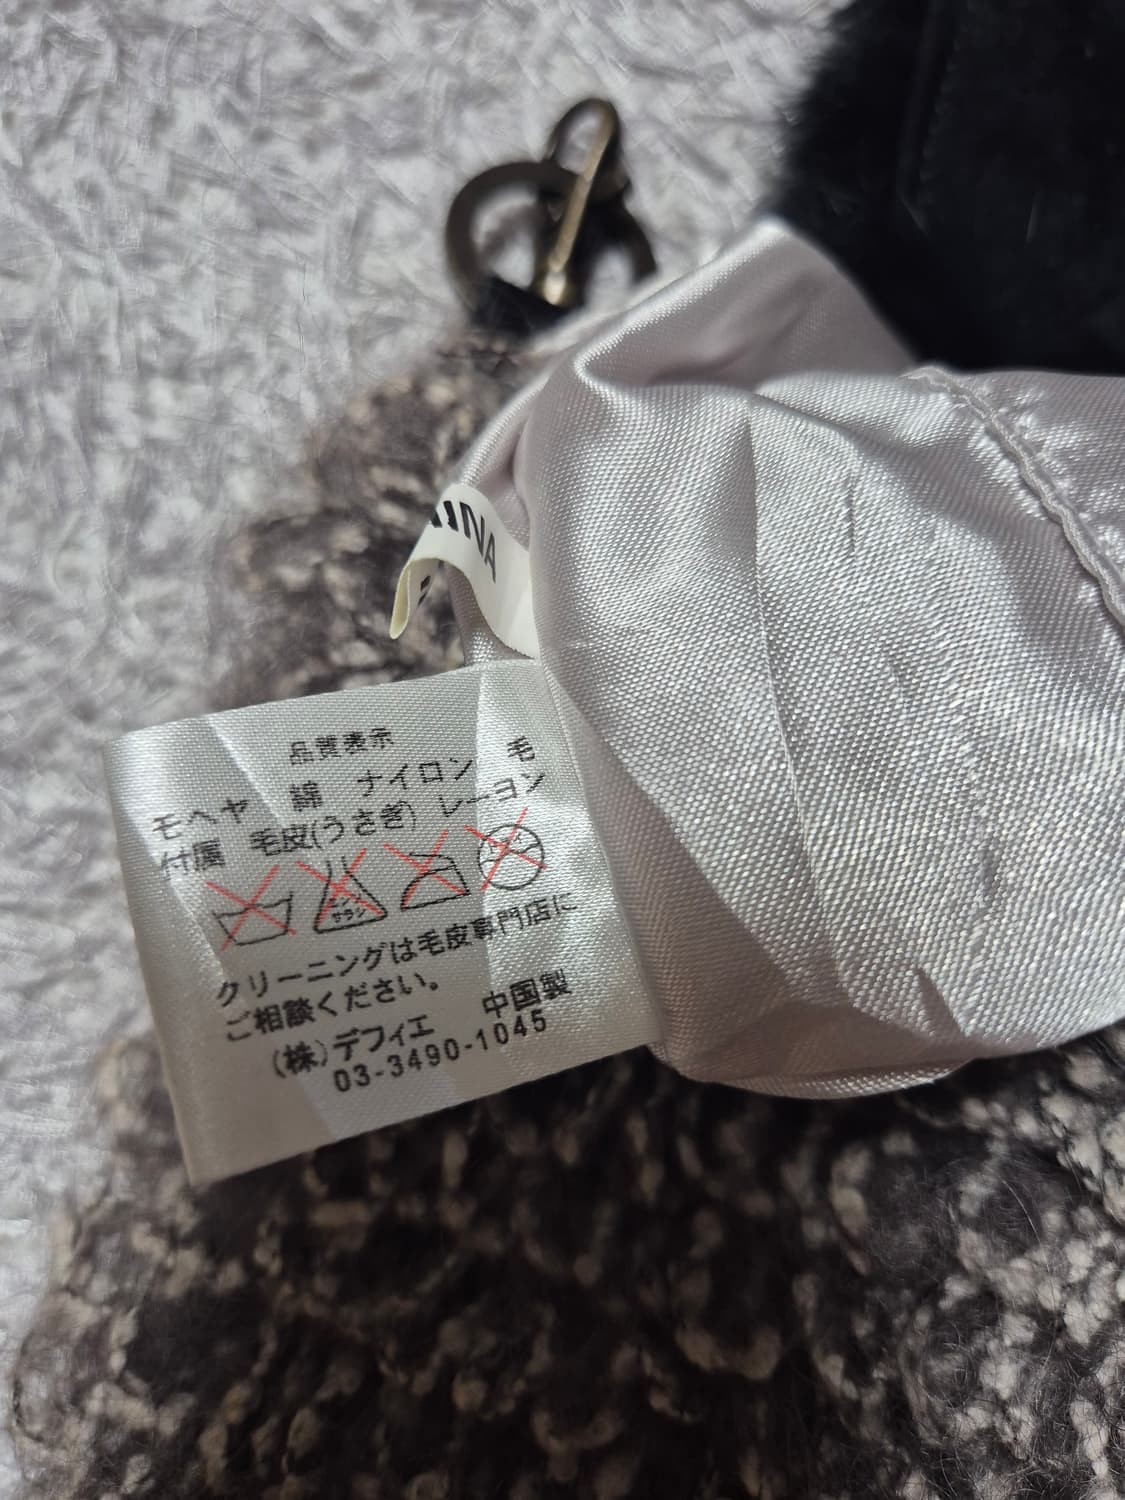 INA
品質表示
モヘヤ 綿 ナイロン 毛
付属 毛皮(うさぎ) レーヨン
クリーニングは毛皮専門店に
ご相談ください。
(株)デフィエ 中国製
03-3490-1045